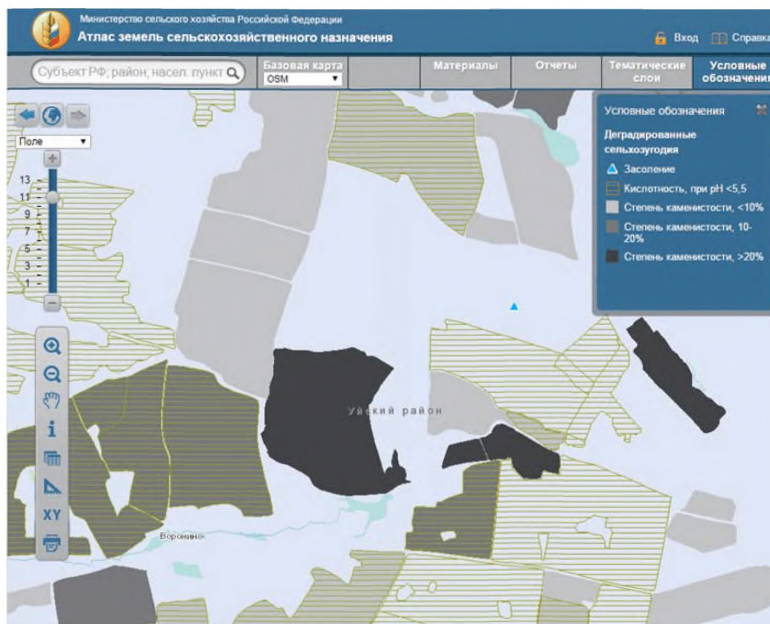 Министерство сельского хозяйства Российской Федерации
Атлас земель сельскохозяйственного назначения
Вход
Справка
Субъект РФ; район; насел. пункт
Базовая карта
OSM
Материалы
Отчеты
Тематические
слои
Условные
обозначения
Поле
13
11
9
7
5
3
1
XY
Условные обозначения
Деградированные
сельхозугодия
Засоление
Кислотность, при pH <5,5
Степень каменистости, <10%
Степень каменистости, 10-
20%
Степень каменистости, >20%
Уйский район
Воронино